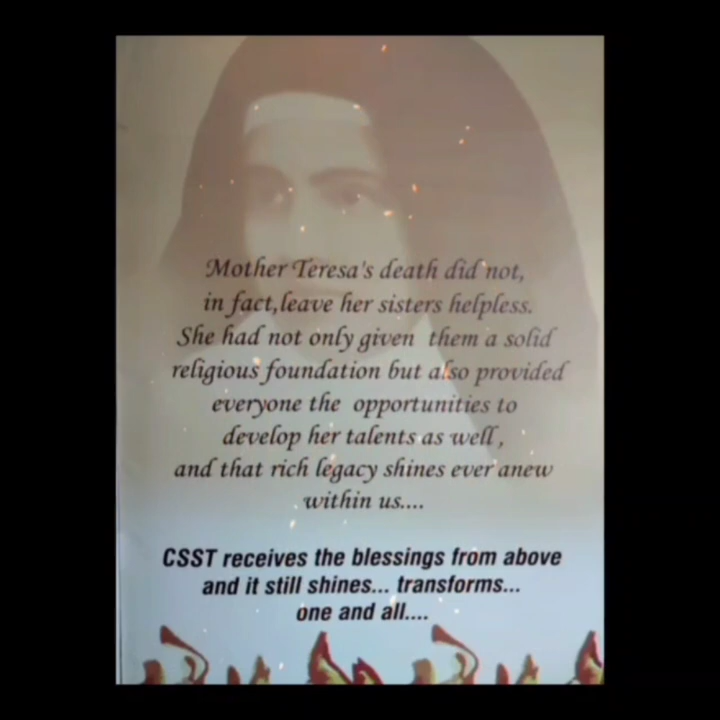 Mother Teresa's death did not,
in fact,leave her sisters helpless.
She had not only given them a solid
religious foundation but also provided
everyone the opportunities to
develop her talents as well,
and that rich legacy shines ever anew
within us....
CSST receives the blessings from above
and it still shines... transforms...
one and all....